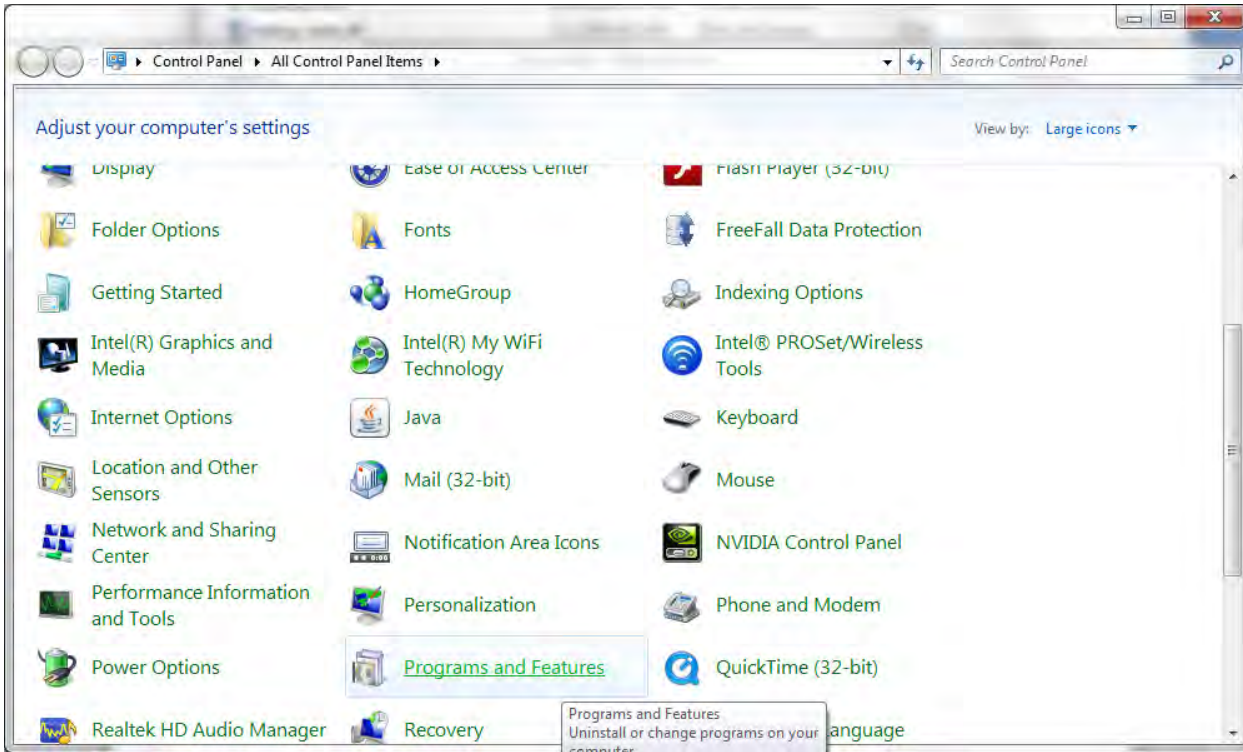 Control Panel ▸ All Control Panel Items ▸
Search Control Panel
Adjust your computer's settings
View by: Large icons
Display
Ease of Access Center
Flash Player (32-bit)
Folder Options
Fonts
FreeFall Data Protection
Getting Started
HomeGroup
Indexing Options
Intel(R) Graphics and
Media
Intel(R) My WiFi
Technology
Intel® PROSet/Wireless
Tools
Internet Options
Java
Keyboard
Location and Other
Sensors
Mail (32-bit)
Mouse
Network and Sharing
Center
Notification Area Icons
NVIDIA Control Panel
Performance Information
and Tools
Personalization
Phone and Modem
Power Options
Programs and Features
QuickTime (32-bit)
Realtek HD Audio Manager
Recovery
anguage
Programs and Features
Uninstall or change programs on your
computer